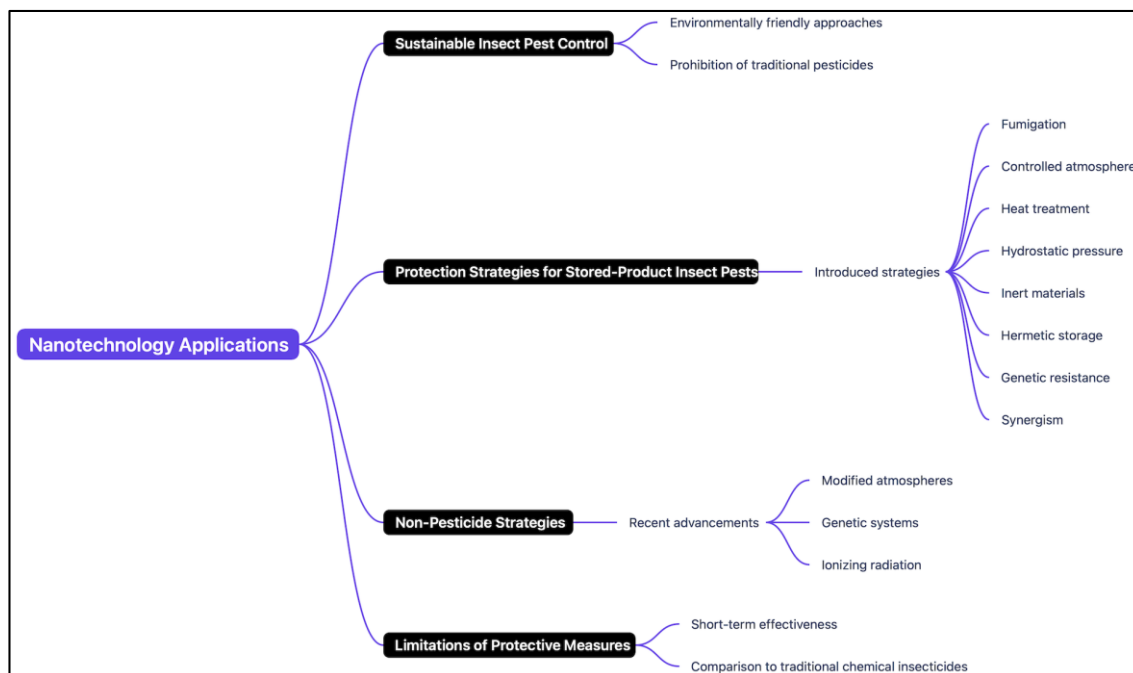 Nanotechnology Applications
Sustainable Insect Pest Control
Environmentally friendly approaches
Prohibition of traditional pesticides
Protection Strategies for Stored-Product Insect Pests
Introduced strategies
Fumigation
Controlled atmosphere
Heat treatment
Hydrostatic pressure
Inert materials
Hermetic storage
Genetic resistance
Synergism
Non-Pesticide Strategies
Recent advancements
Modified atmospheres
Genetic systems
Ionizing radiation
Limitations of Protective Measures
Short-term effectiveness
Comparison to traditional chemical insecticides